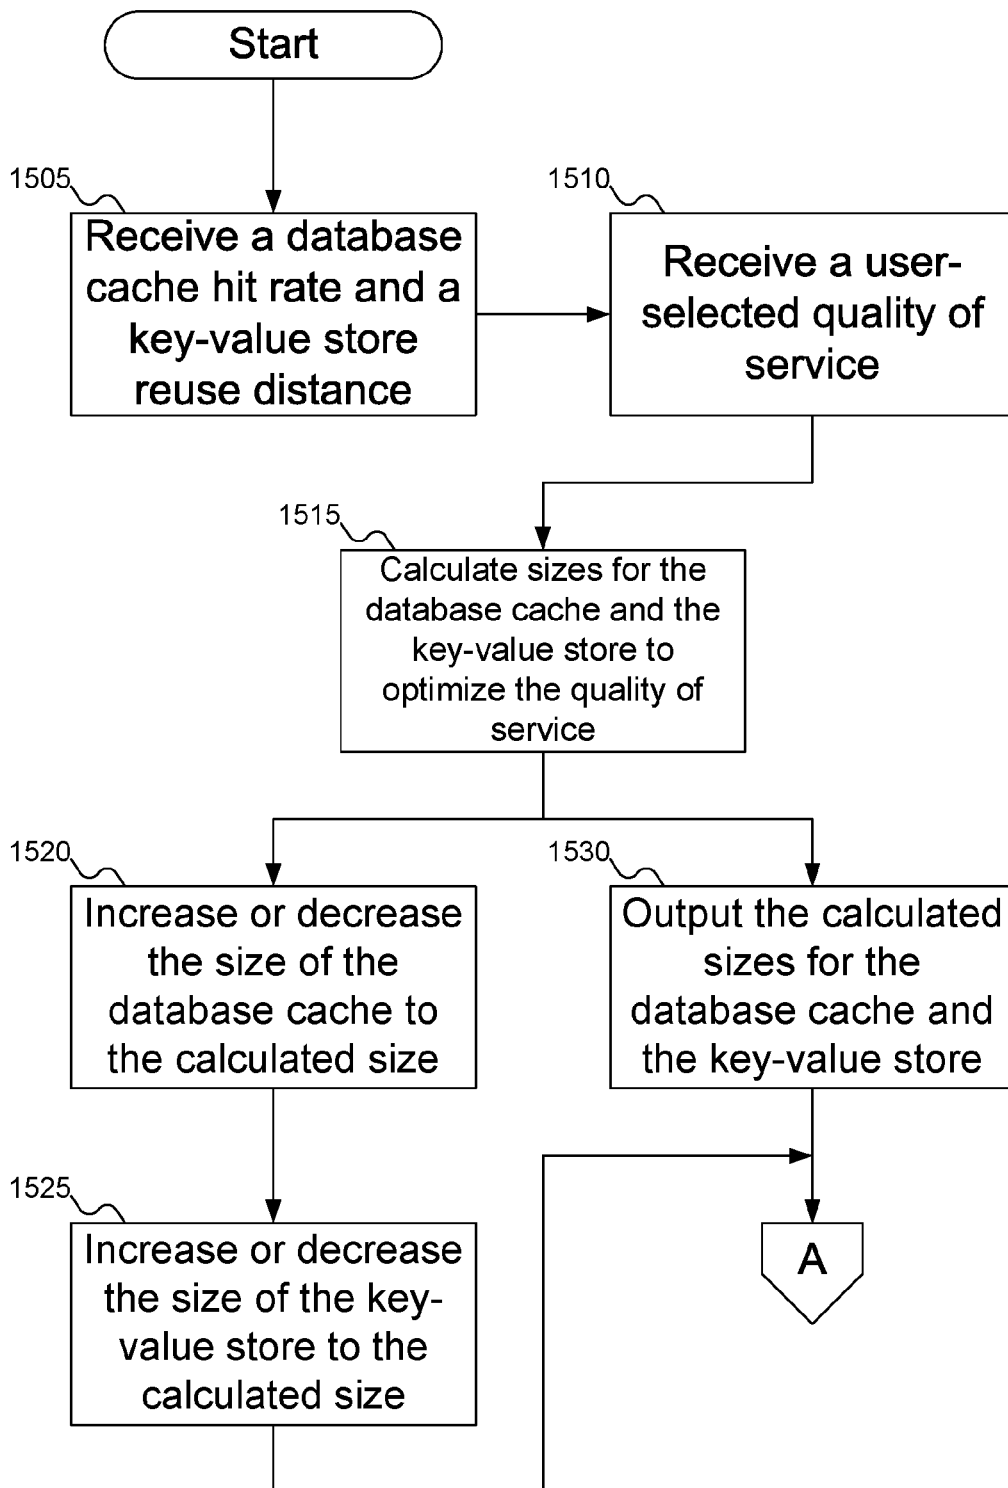 Start
1505
Receive a database
cache hit rate and a
key-value store
reuse distance
1510
Receive a user-
selected quality of
service
1515
Calculate sizes for the
database cache and the
key-value store to
optimize the quality of
service
1520
Increase or decrease
the size of the
database cache to
the calculated size
1530
Output the calculated
sizes for the
database cache and
the key-value store
1525
Increase or decrease
the size of the key-
value store to the
calculated size
A